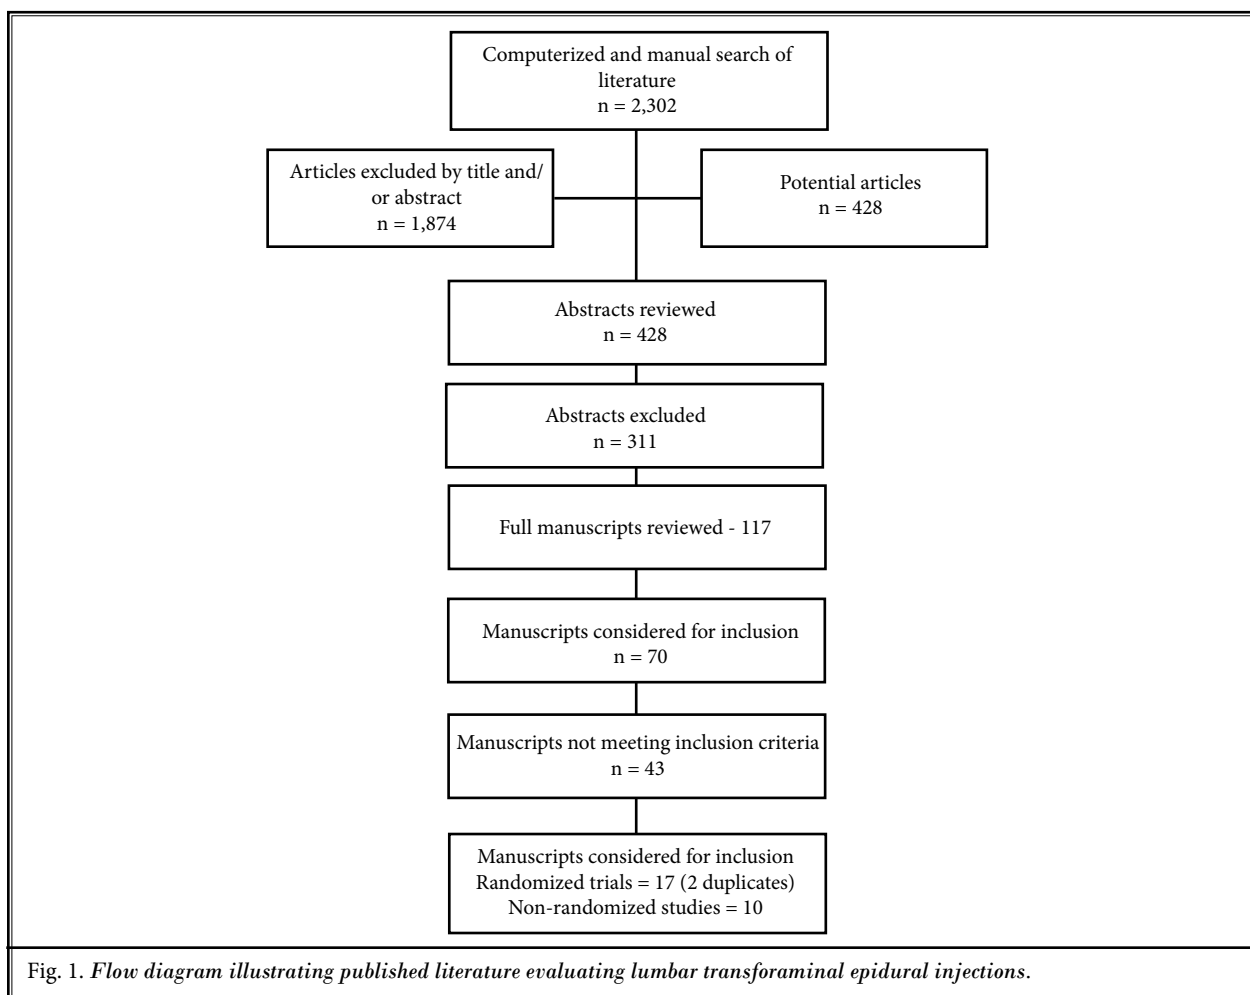 Computerized and manual search of
literature
n = 2,302
Articles excluded by title and/
or abstract
n = 1,874
Potential articles
n = 428
Abstracts reviewed
n = 428
Abstracts excluded
n = 311
Full manuscripts reviewed - 117
Manuscripts considered for inclusion
n = 70
Manuscripts not meeting inclusion criteria
n = 43
Manuscripts considered for inclusion
Randomized trials = 17 (2 duplicates)
Non-randomized studies = 10
Fig. 1. Flow diagram illustrating published literature evaluating lumbar transforaminal epidural injections.